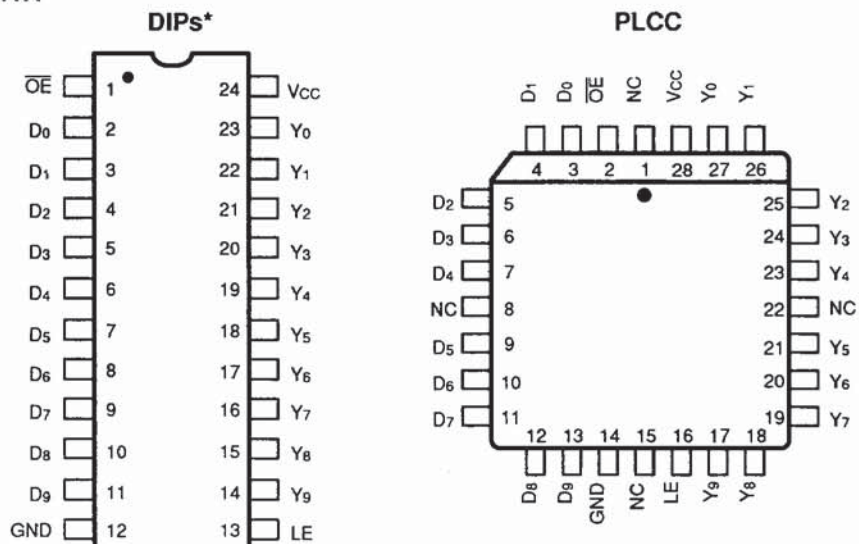 DIPs*
PLCC
OE 1 24 VCC
D0 2 23 Y0
D1 3 22 Y1
D2 4 21 Y2
D3 5 20 Y3
D4 6 19 Y4
D5 7 18 Y5
D6 8 17 Y6
D7 9 16 Y7
D8 10 15 Y8
D9 11 14 Y9
GND 12 13 LE
D1 D0 OE NC VCC Y0 Y1
4 3 2 1 28 27 26
D2 5 25 Y2
D3 6 24 Y3
D4 7 23 Y4
NC 8 22 NC
D5 9 21 Y5
D6 10 20 Y6
D7 11 19 Y7
12 13 14 15 16 17 18
D8 D9 GND NC LE Y9 Y8